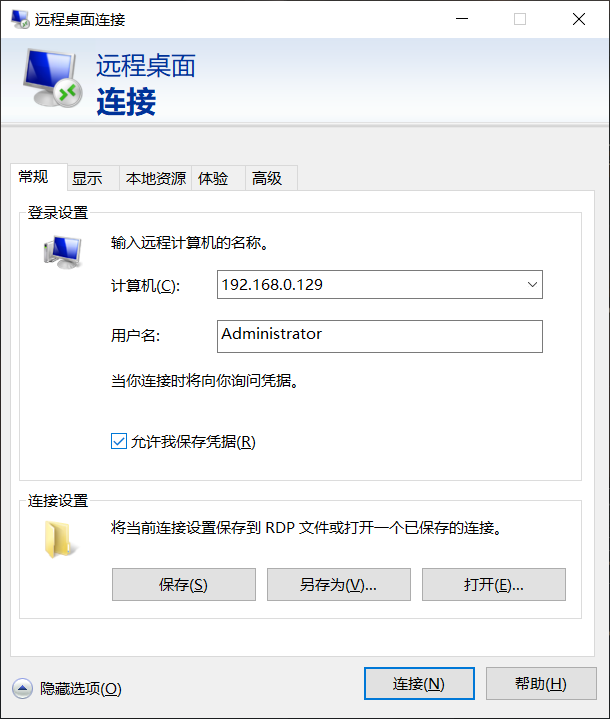 远程桌面连接
远程桌面
连接
常规 显示 本地资源 体验 高级
登录设置
输入远程计算机的名称。
计算机(C): 192.168.0.129
用户名: Administrator
当你连接时将向你询问凭据。
允许我保存凭据(R)
连接设置
将当前连接设置保存到 RDP 文件或打开一个已保存的连接。
保存(S) 另存为(V)... 打开(E)...
隐藏选项(O) 连接(N) 帮助(H)